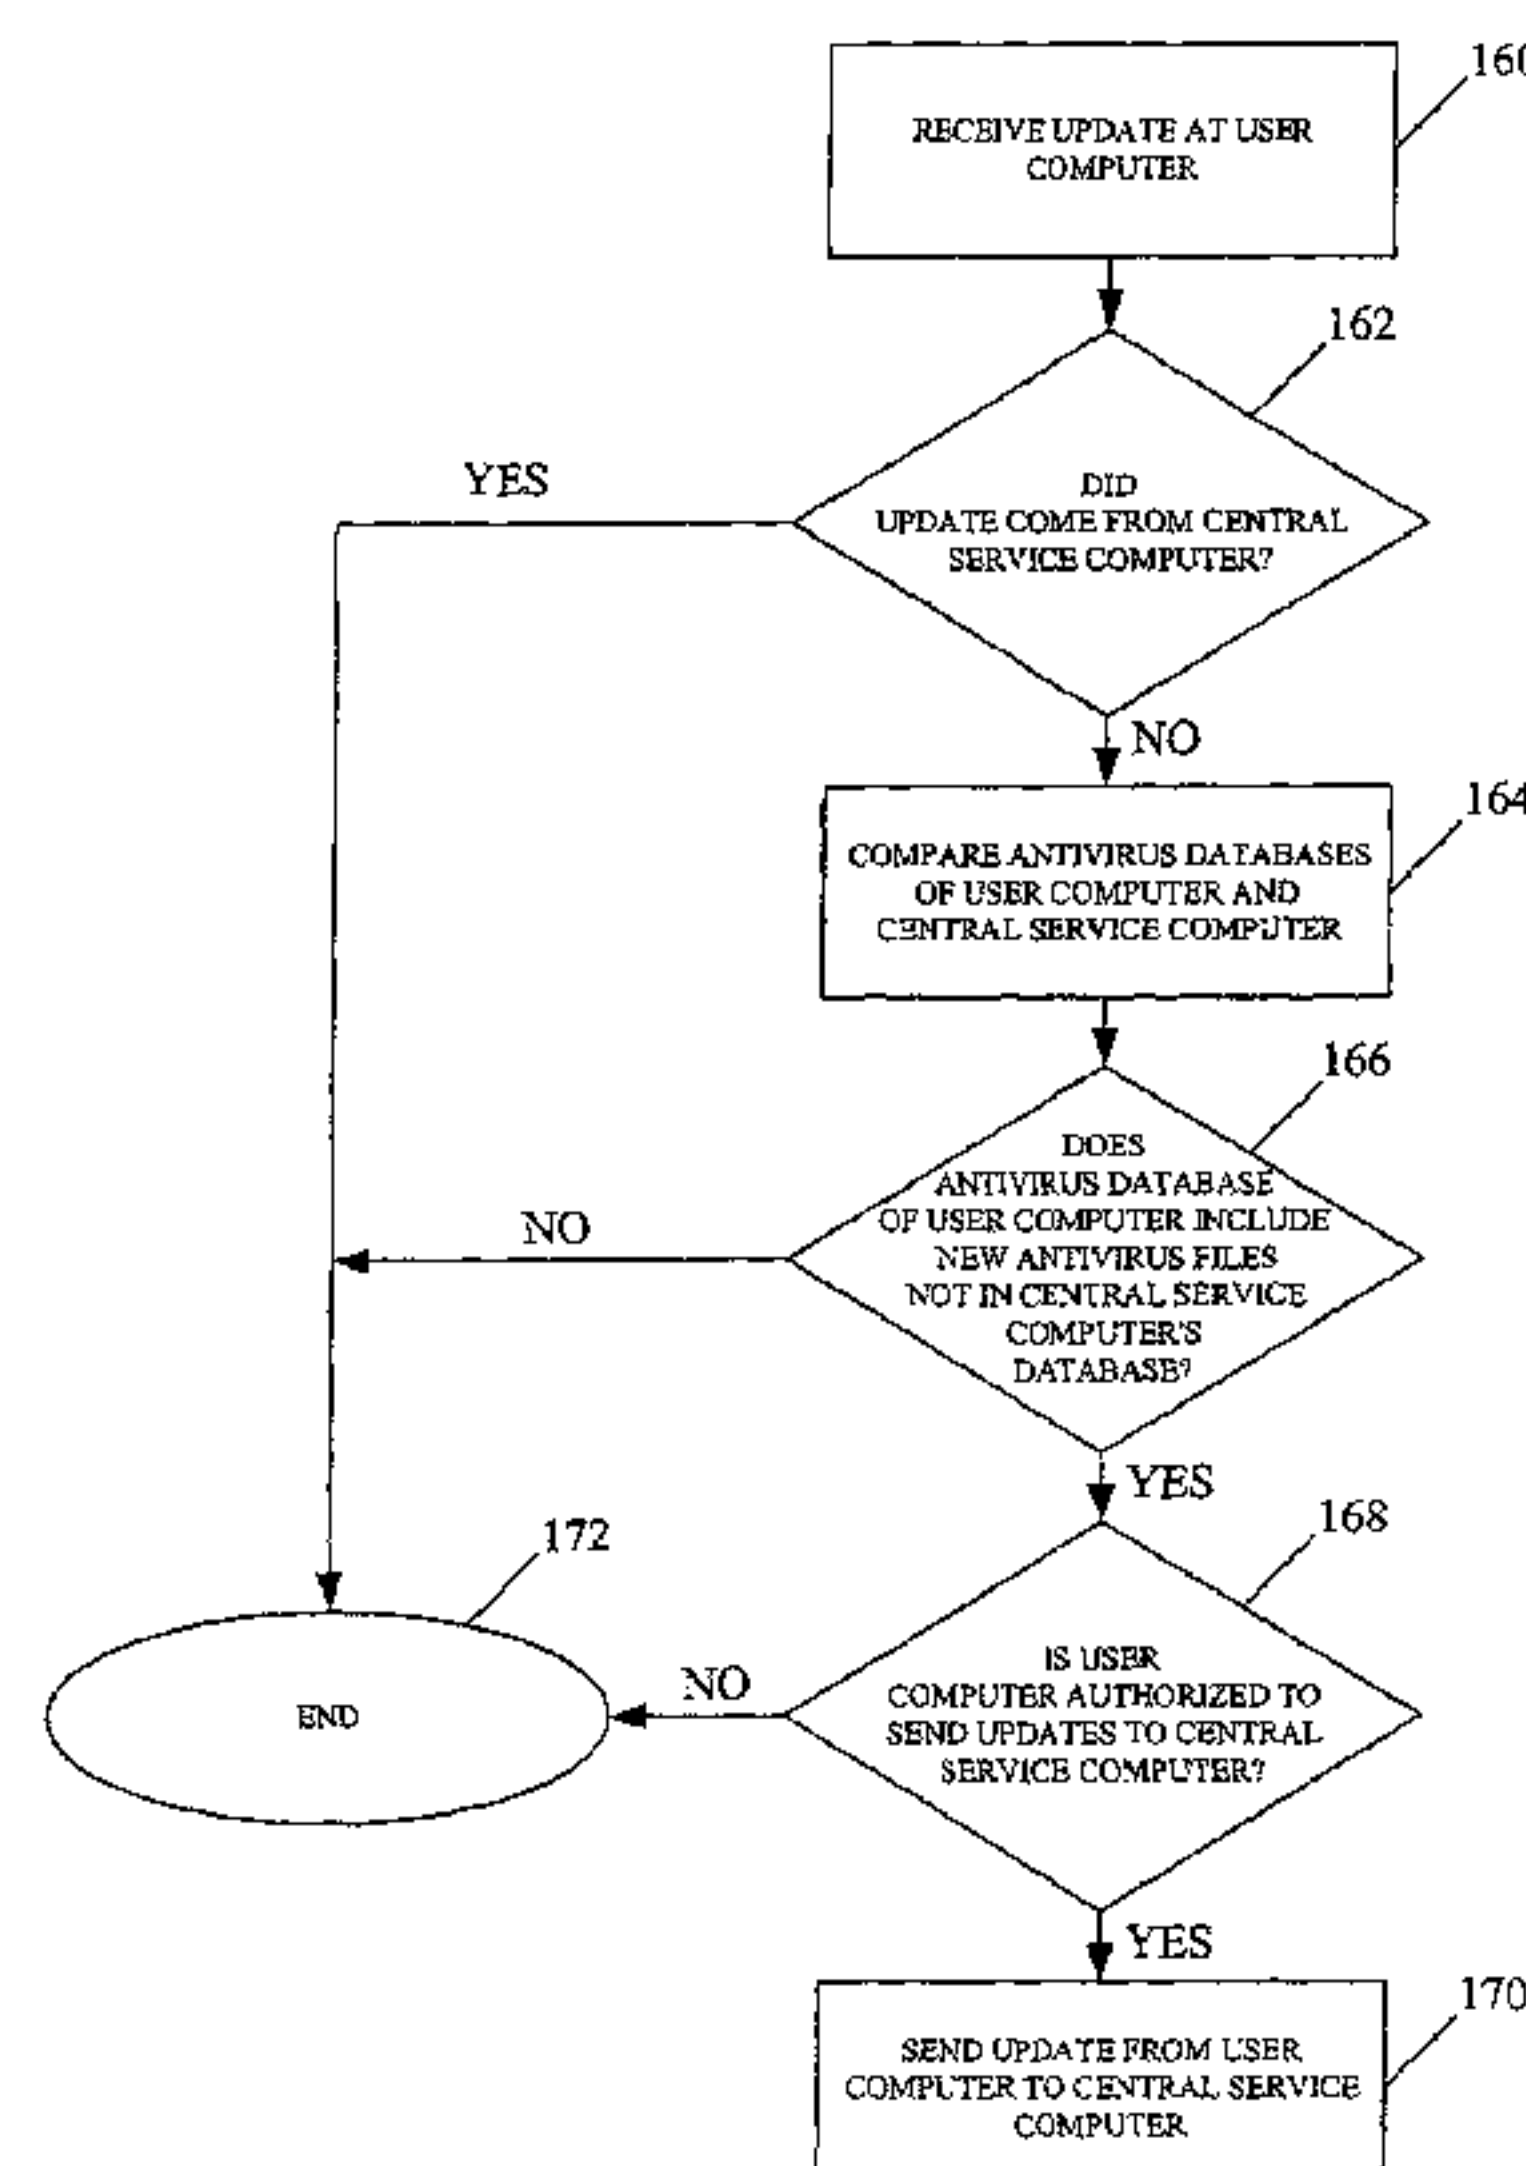 160
RECEIVE UPDATE AT USER
COMPUTER
162
YES
DID
UPDATE COME FROM CENTRAL
SERVICE COMPUTER?
NO
164
COMPARE ANTIVIRUS DATABASES
OF USER COMPUTER AND
CENTRAL SERVICE COMPUTER
166
DOES
ANTIVIRUS DATABASE
OF USER COMPUTER INCLUDE
NEW ANTIVIRUS FILES
NOT IN CENTRAL SERVICE
COMPUTER'S
DATABASE?
NO
YES
168
172
IS USER
COMPUTER AUTHORIZED TO
SEND UPDATES TO CENTRAL
SERVICE COMPUTER?
NO
END
YES
170
SEND UPDATE FROM USER
COMPUTER TO CENTRAL SERVICE
COMPUTER